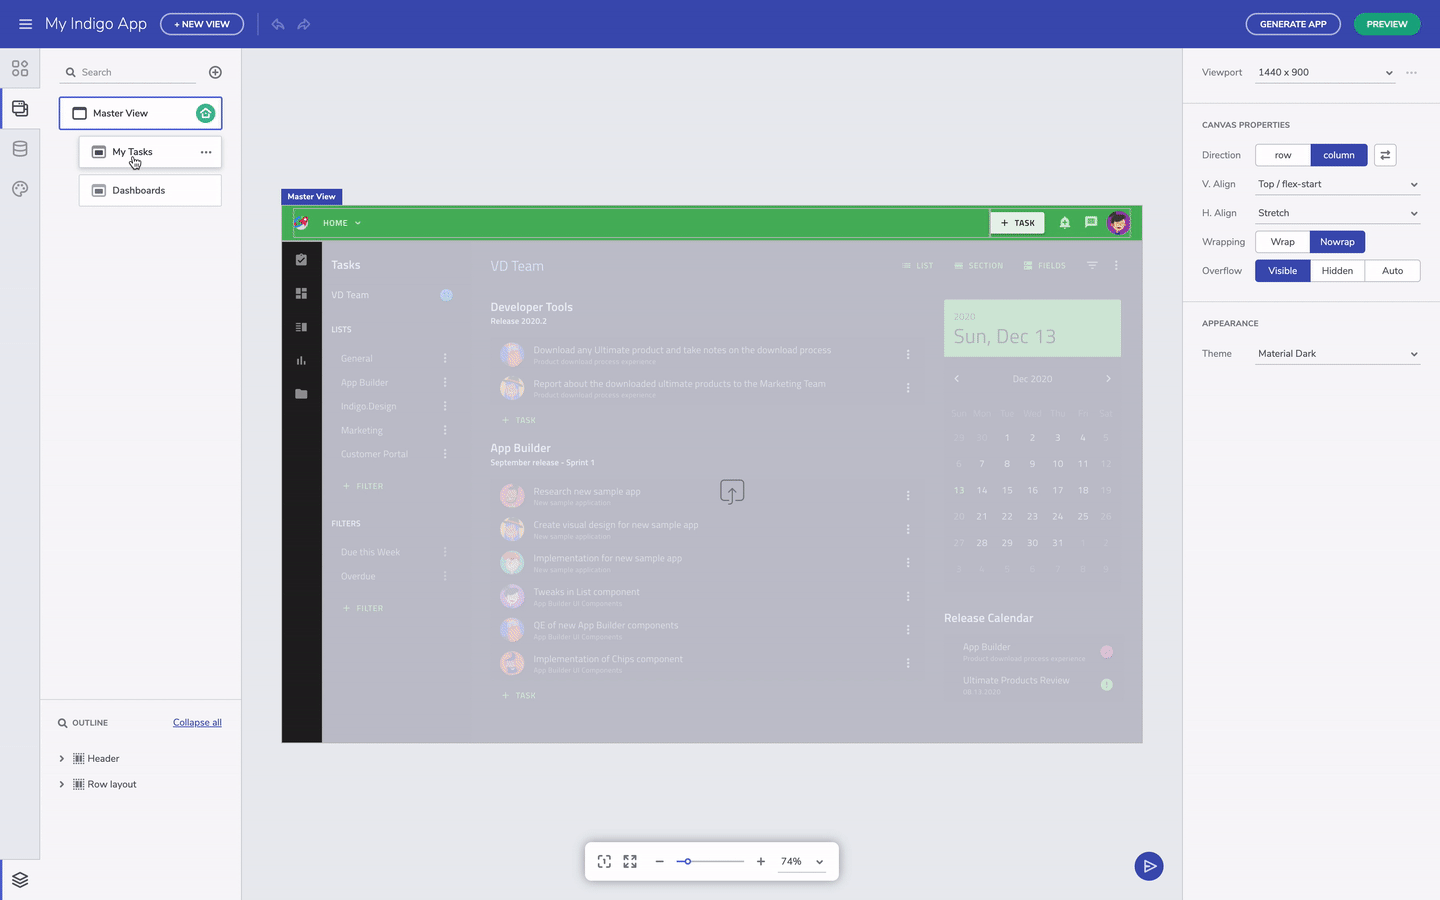 My Indigo App
+ NEW VIEW
GENERATE APP
PREVIEW
Search
Master View
My Tasks
Dashboards
OUTLINE
Collapse all
Header
Row layout
Master View
HOME
+ TASK
Tasks
VD Team
LISTS
General
App Builder
Indigo.Design
Marketing
Customer Portal
+ FILTER
FILTERS
Due this Week
Overdue
+ FILTER
VD Team
LIST
SECTION
FIELDS
Developer Tools
Release 2020.2
Download any Ultimate product and take notes on the download process
Product download process experience
Report about the downloaded ultimate products to the Marketing Team
Product download process experience
+ TASK
App Builder
September release - Sprint 1
Research new sample app
New sample application
Create visual design for new sample app
New sample application
Implementation for new sample app
New sample application
Tweaks in List component
App Builder UI Components
QE of new App Builder components
App Builder UI Components
Implementation of Chips component
App Builder UI Components
+ TASK
2020
Sun, Dec 13
Dec 2020
Sun Mon Wed Thu Fri Sat
29 30 1 2 3 4 5
6 7 8 9 10 11 12
13 14 15 16 17 18 19
20 21 22 23 24 25 26
27 28 29 30 31 1 2
3 4 5 6 7 8 9
Release Calendar
App Builder
Product download process experience
Ultimate Products Review
08.13.2020
74%
Viewport
1440 x 900
CANVAS PROPERTIES
Direction
row
column
V. Align
Top / flex-start
H. Align
Stretch
Wrapping
Wrap
Nowrap
Overflow
Visible
Hidden
Auto
APPEARANCE
Theme
Material Dark